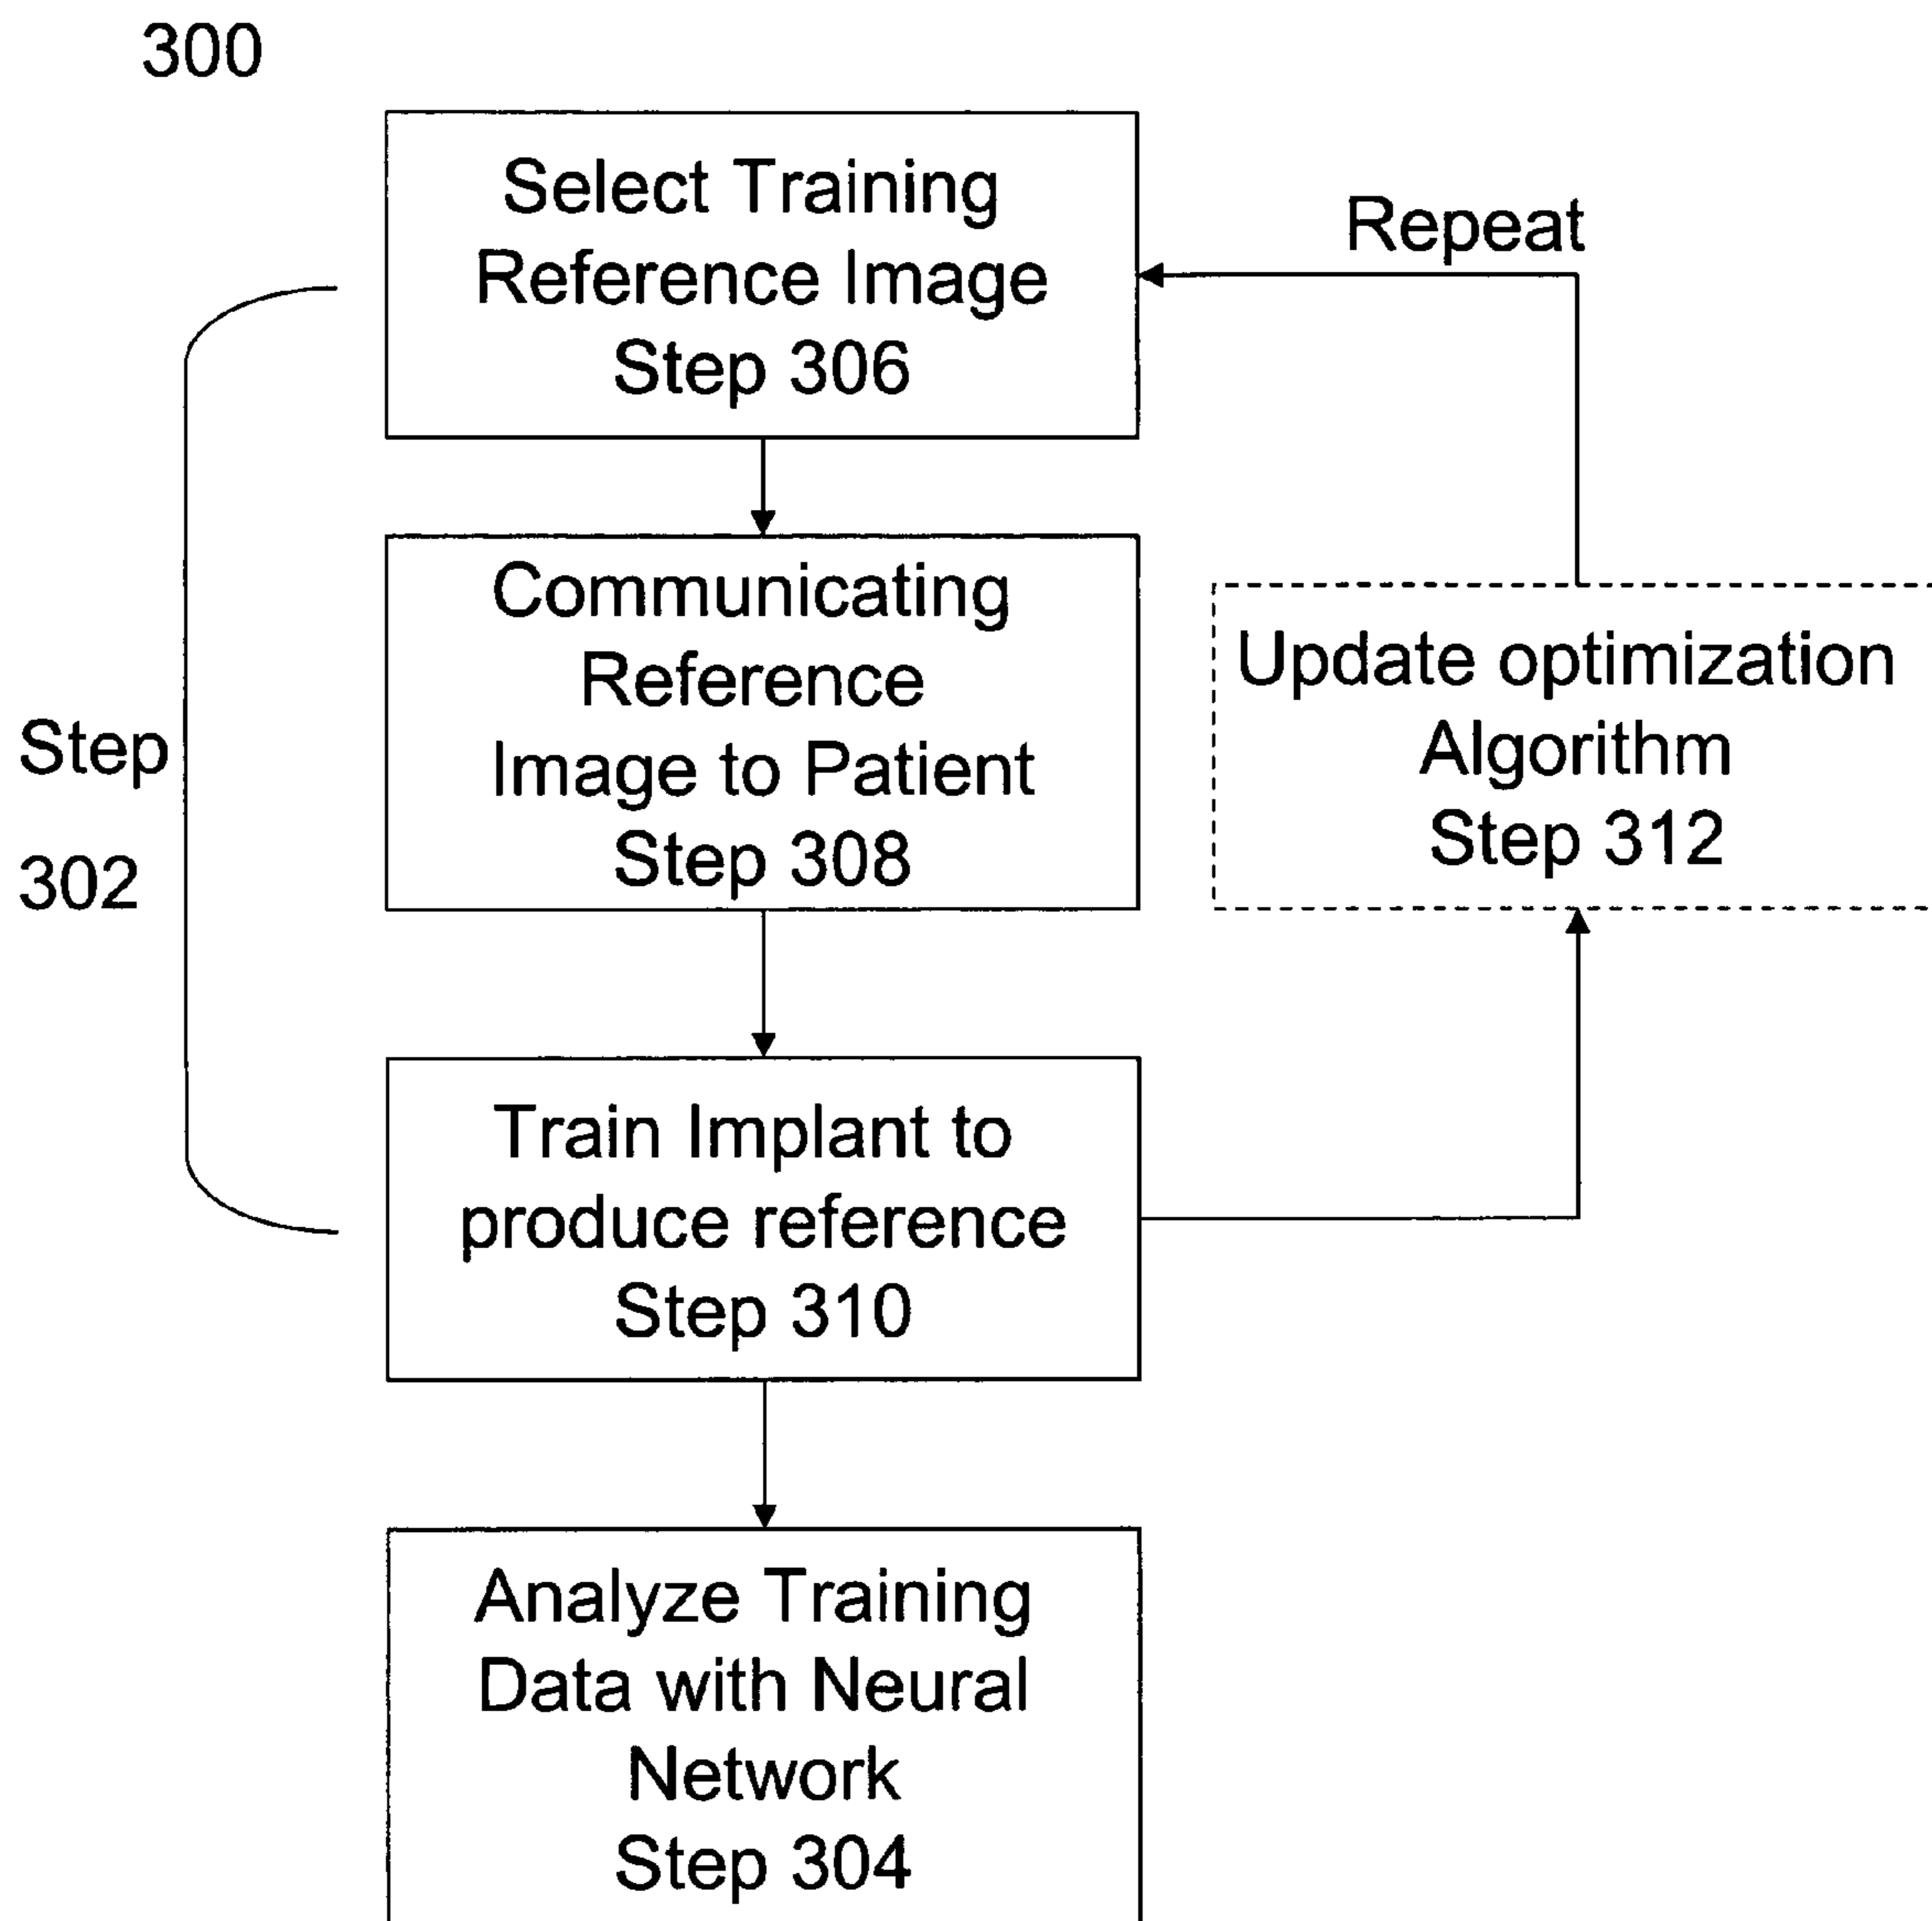 300
Select Training
Reference Image
Step 306
Repeat
Communicating
Reference
Image to Patient
Step 308
Update optimization
Algorithm
Step 312
Step
302
Train Implant to
produce reference
Step 310
Analyze Training
Data with Neural
Network
Step 304